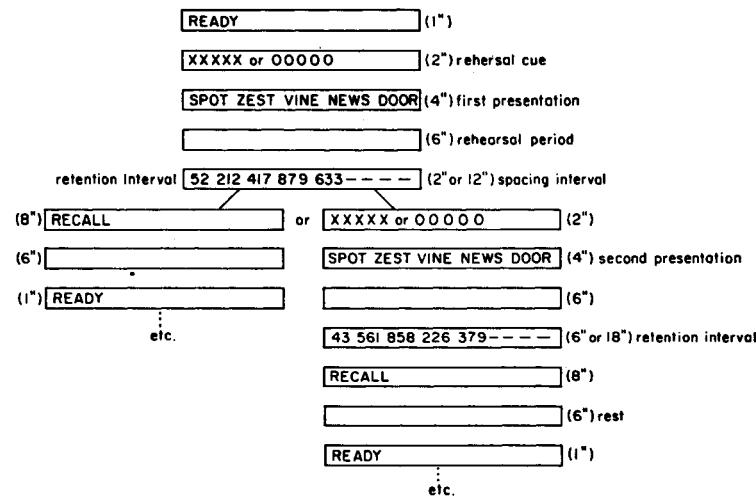 READY (1")
XXXXX or OOOOO (2") rehersal cue
SPOT ZEST VINE NEWS DOOR (4") first presentation
(6") rehearsal period
retention Interval 52 212 417 879 633---- (2" or 12") spacing interval
(8") RECALL or XXXXX or OOOOO (2")
(6") SPOT ZEST VINE NEWS DOOR (4") second presentation
(1") READY (6")
etc. 43 561 858 226 379---- (6" or 18") retention interval
RECALL (8")
(6") rest
READY (1")
etc.